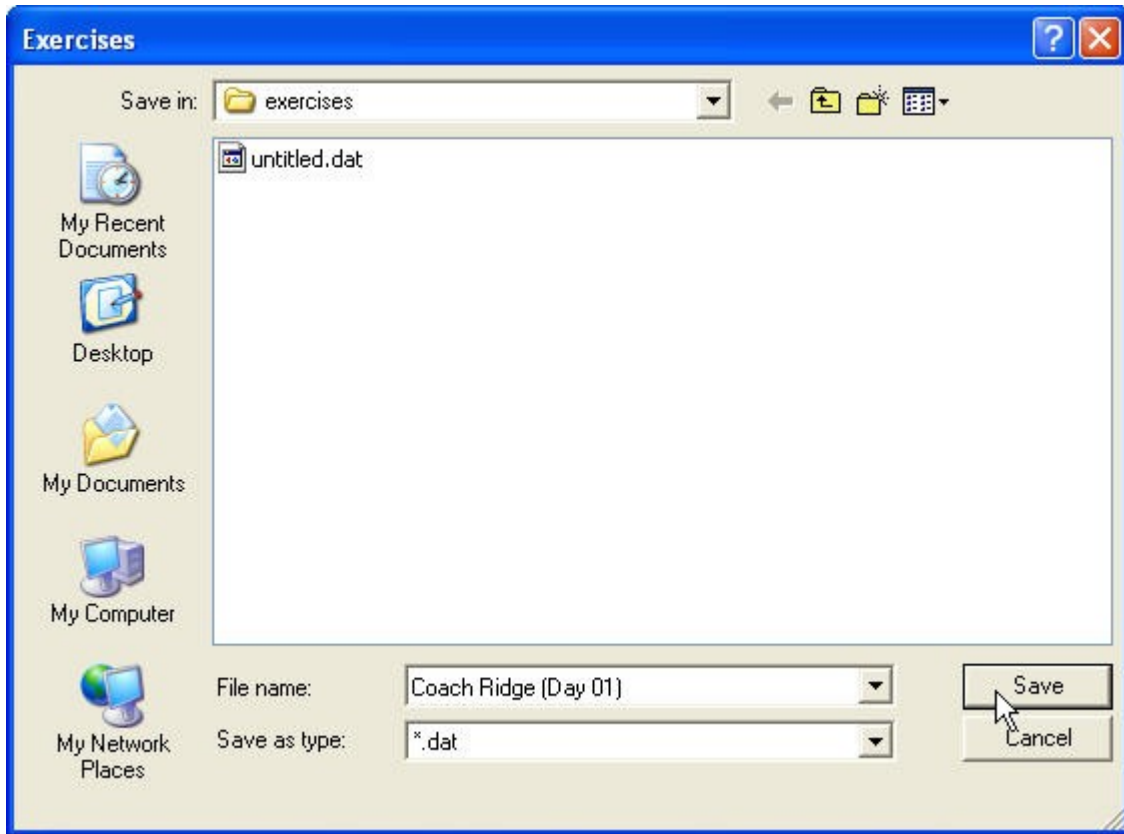 Exercises
Save in:
exercises
untitled.dat
My Recent
Documents
Desktop
My Documents
My Computer
My Network
Places
File name:
Coach Ridge (Day 01)
Save
Save as type:
*.dat
Cancel